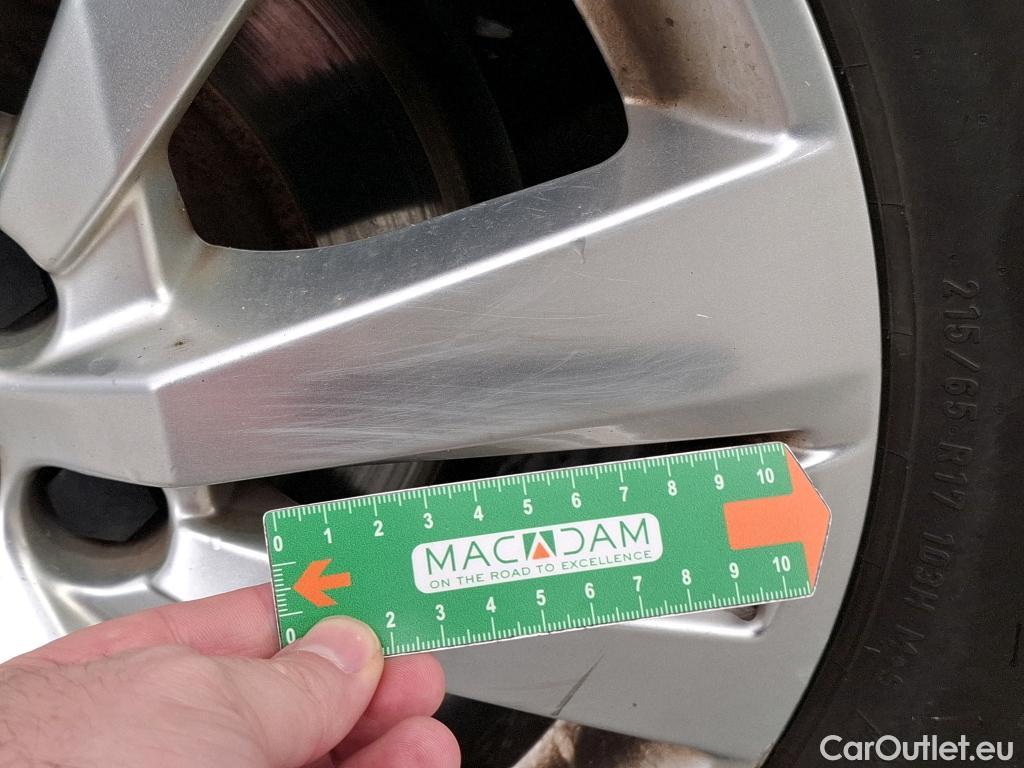 215/65 R17 103H M+S
0 1 2 3 4 5 6 7 8 9 10
MACADAM
ON THE ROAD TO EXCELLENCE
0 2 3 4 5 6 7 8 9 10
CarOutlet.eu